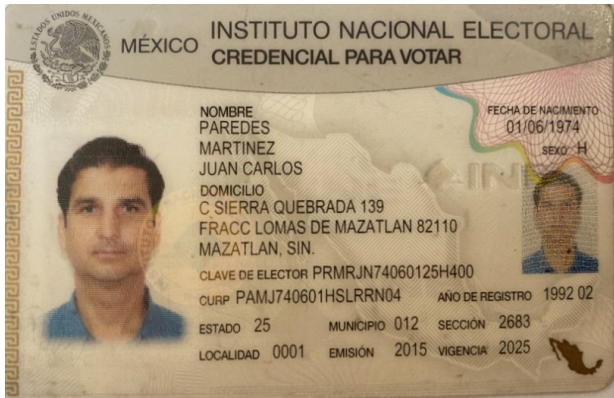 ESTADOS UNIDOS MEXICANOS
MÉXICO
INSTITUTO NACIONAL ELECTORAL
CREDENCIAL PARA VOTAR
NOMBRE
PAREDES
MARTINEZ
JUAN CARLOS
FECHA DE NACIMIENTO
01/06/1974
SEXO H
DOMICILIO
C SIERRA QUEBRADA 139
FRACC LOMAS DE MAZATLAN 82110
MAZATLAN, SIN.
CLAVE DE ELECTOR PRMRJN74060125H400
CURP PAMJ740601HSLRRN04 AÑO DE REGISTRO 1992 02
ESTADO 25 MUNICIPIO 012 SECCIÓN 2683
LOCALIDAD 0001 EMISIÓN 2015 VIGENCIA 2025
INE